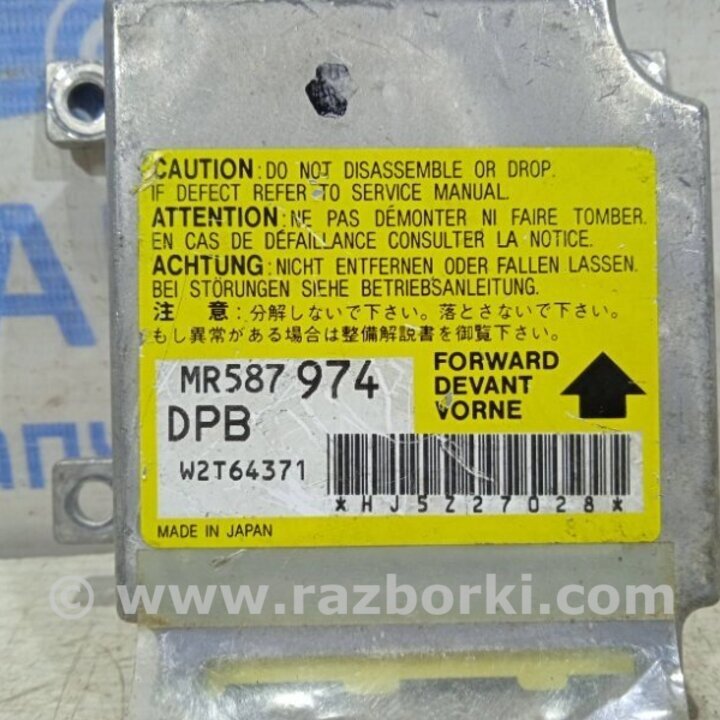 CAUTION: DO NOT DISASSEMBLE OR DROP.
IF DEFECT REFER TO SERVICE MANUAL.
ATTENTION: NE PAS DÉMONTER NI FAIRE TOMBER.
EN CAS DE DÉFAILLANCE CONSULTER LA NOTICE.
ACHTUNG: NICHT ENTFERNEN ODER FALLEN LASSEN.
BEI STÖRUNGEN SIEHE BETRIEBSANLEITUNG.
注 意:分解しないで下さい。落とさないで下さい。
もし異常がある場合は整備解説書を御覧下さい。
MR587 974
DPB
W2T64371
FORWARD
DEVANT
VORNE
*HJ5Z27028*
MADE IN JAPAN
© www.razborki.com